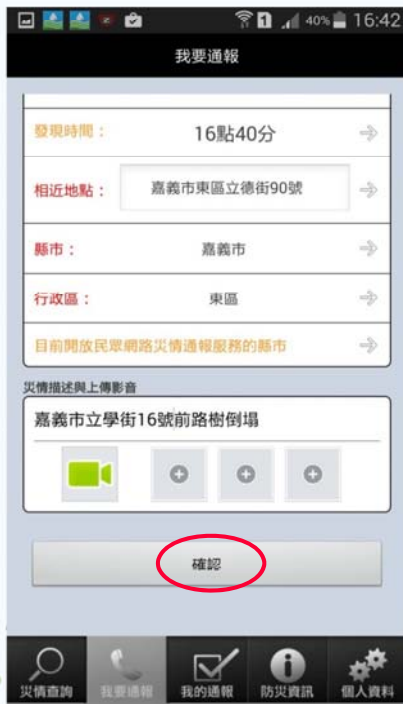 1 40% 16:42
我要通報
發現時間： 16點40分
相近地點： 嘉義市東區立德街90號
縣市： 嘉義市
行政區： 東區
目前開放民眾網路災情通報服務的縣市
災情描述與上傳影音
嘉義市立學街16號前路樹倒塌
確認
災情查詢 我要通報 我的通報 防災資訊 個人資料